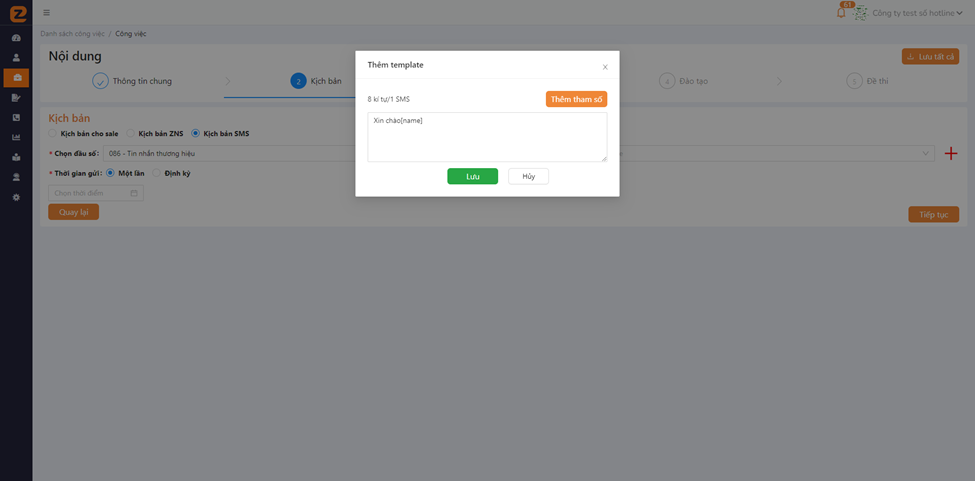 51
Công ty test số hotline
Danh sách công việc / Công việc
Nội dung
Lưu tất cả
Thông tin chung
2 Kịch bản
4 Đào tạo
5 Đề thi
Thêm template
x
8 kí tự/1 SMS
Thêm tham số
Xin chào[name]
Lưu
Hủy
Kịch bản
Kịch bản cho sale Kịch bản ZNS Kịch bản SMS
* Chọn đầu số: 086 - Tin nhắn thương hiệu
* Thời gian gửi: Một lần Định kỳ
Chọn thời điểm
Quay lại
Tiếp tục